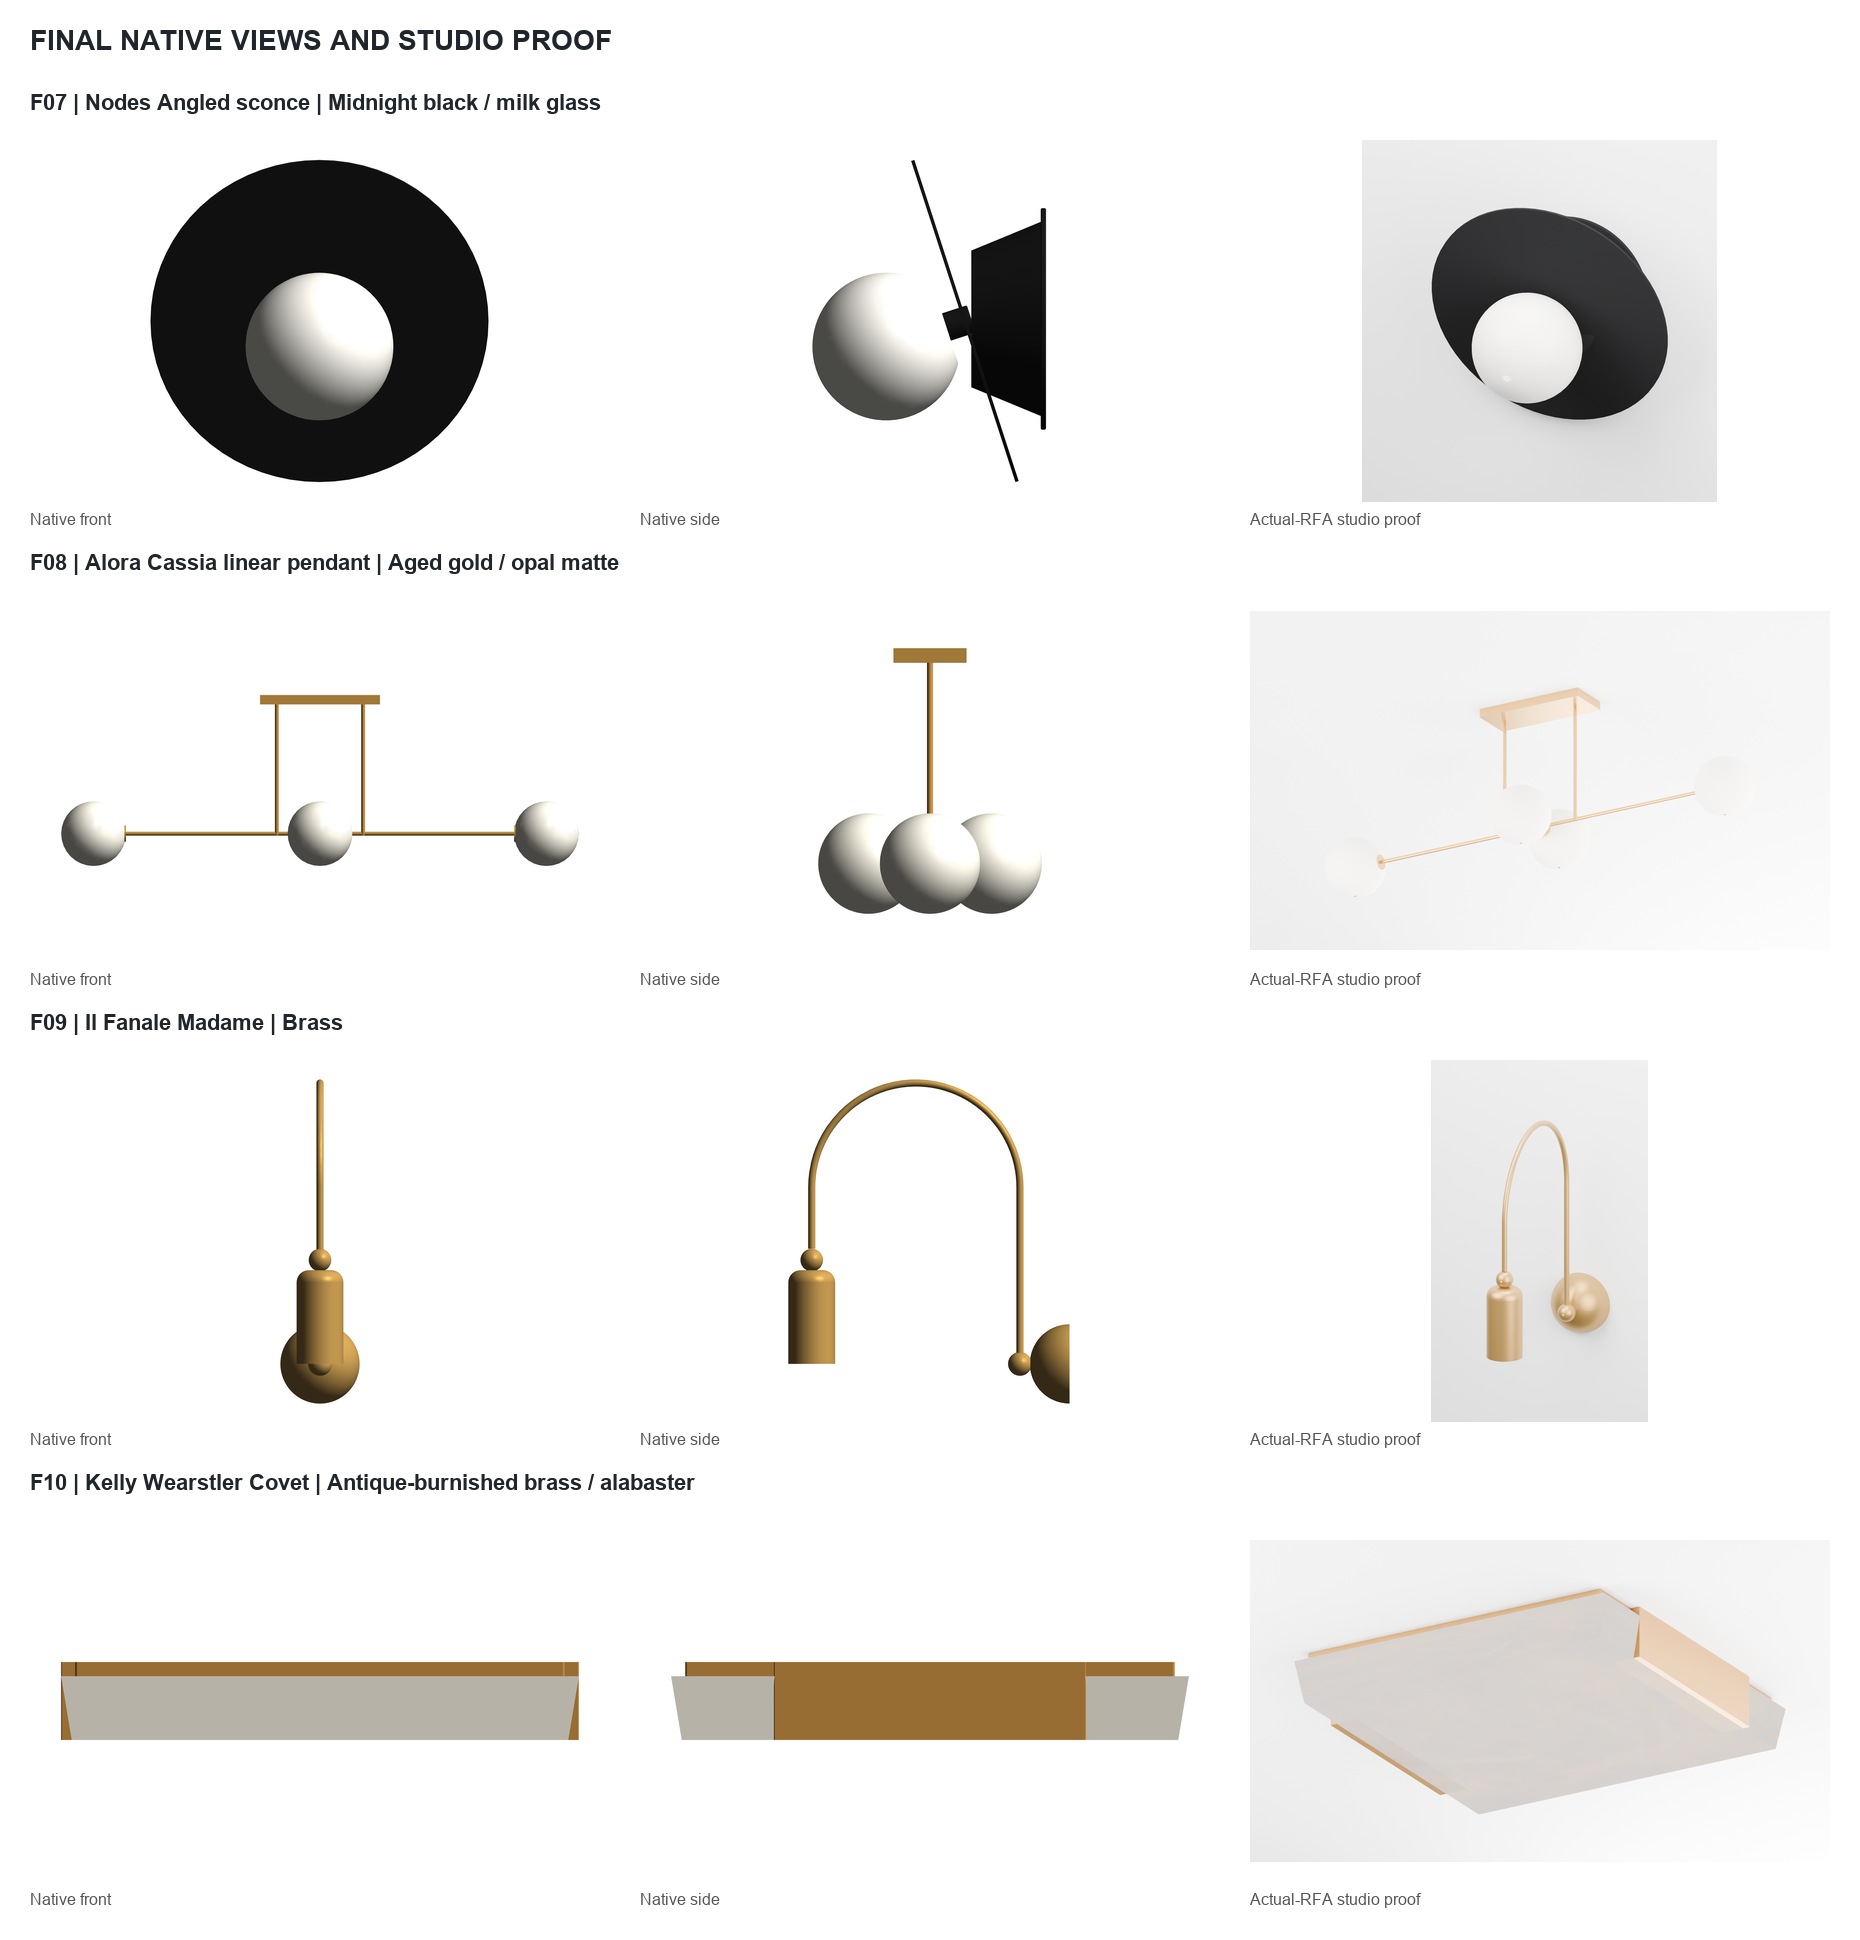 FINAL NATIVE VIEWS AND STUDIO PROOF
F07 | Nodes Angled sconce | Midnight black / milk glass
Native front
Native side
Actual-RFA studio proof
F08 | Alora Cassia linear pendant | Aged gold / opal matte
Native front
Native side
Actual-RFA studio proof
F09 | Il Fanale Madame | Brass
Native front
Native side
Actual-RFA studio proof
F10 | Kelly Wearstler Covet | Antique-burnished brass / alabaster
Native front
Native side
Actual-RFA studio proof